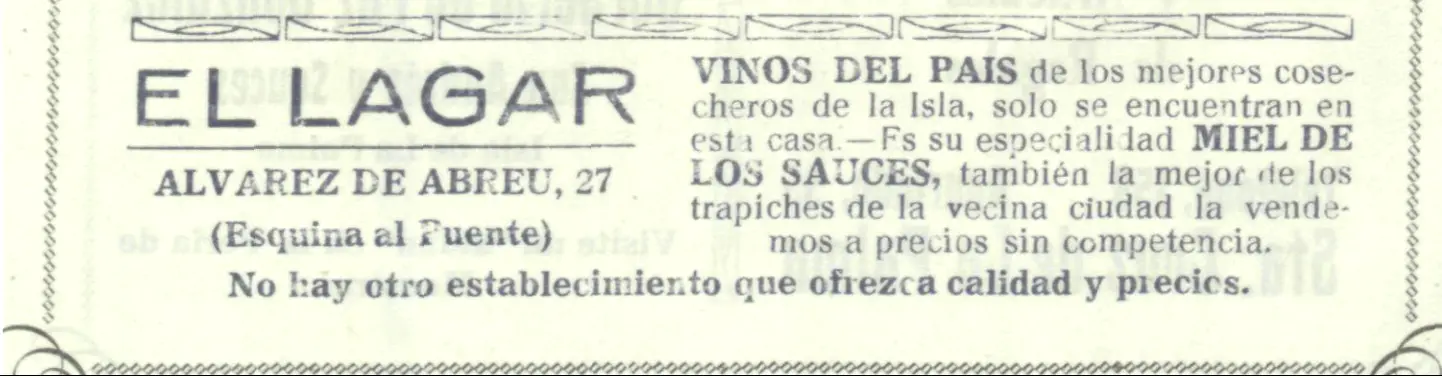 EL LAGAR
ALVAREZ DE ABREU, 27
(Esquina al Puente)
VINOS DEL PAIS de los mejores cose-
cheros de la Isla, solo se encuentran en
esta casa.—Es su especialidad MIEL DE
LOS SAUCES, también la mejor de los
trapiches de la vecina ciudad la vende-
mos a precios sin competencia.
No hay otro establecimiento que ofrezca calidad y precios.